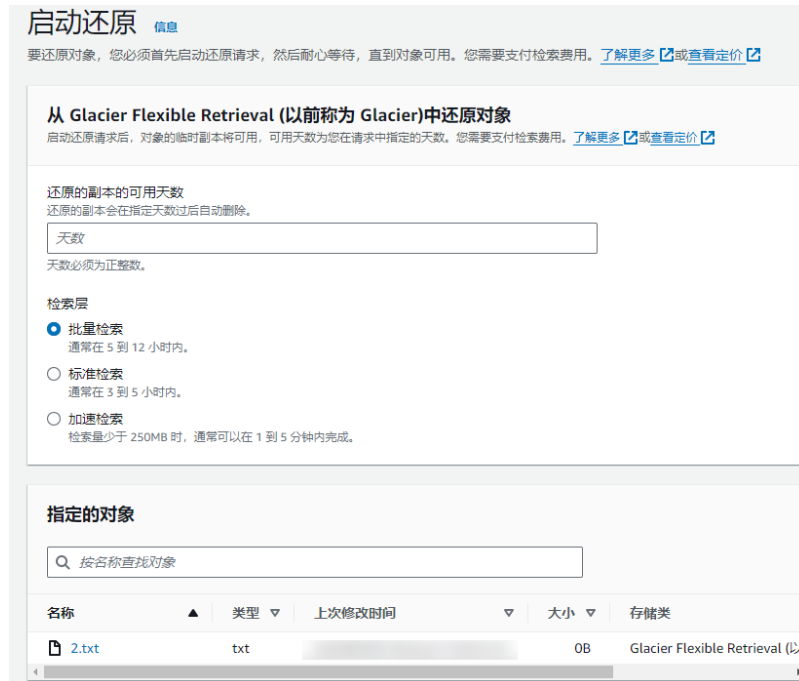 启动还原 信息
要还原对象，您必须首先启动还原请求，然后耐心等待，直到对象可用。您需要支付检索费用。了解更多或查看定价
从 Glacier Flexible Retrieval (以前称为 Glacier)中还原对象
启动还原请求后，对象的临时副本将可用，可用天数为您在请求中指定的天数。您需要支付检索费用。了解更多或查看定价
还原的副本的可用天数
还原的副本会在指定天数过后自动删除。
天数
天数必须为正整数。
检索层
批量检索
通常在 5 到 12 小时内。
标准检索
通常在 3 到 5 小时内。
加速检索
检索量少于 250MB 时，通常可以在 1 到 5 分钟内完成。
指定的对象
按名称查找对象
名称 类型 上次修改时间 大小 存储类
2.txt txt 0B Glacier Flexible Retrieval (以